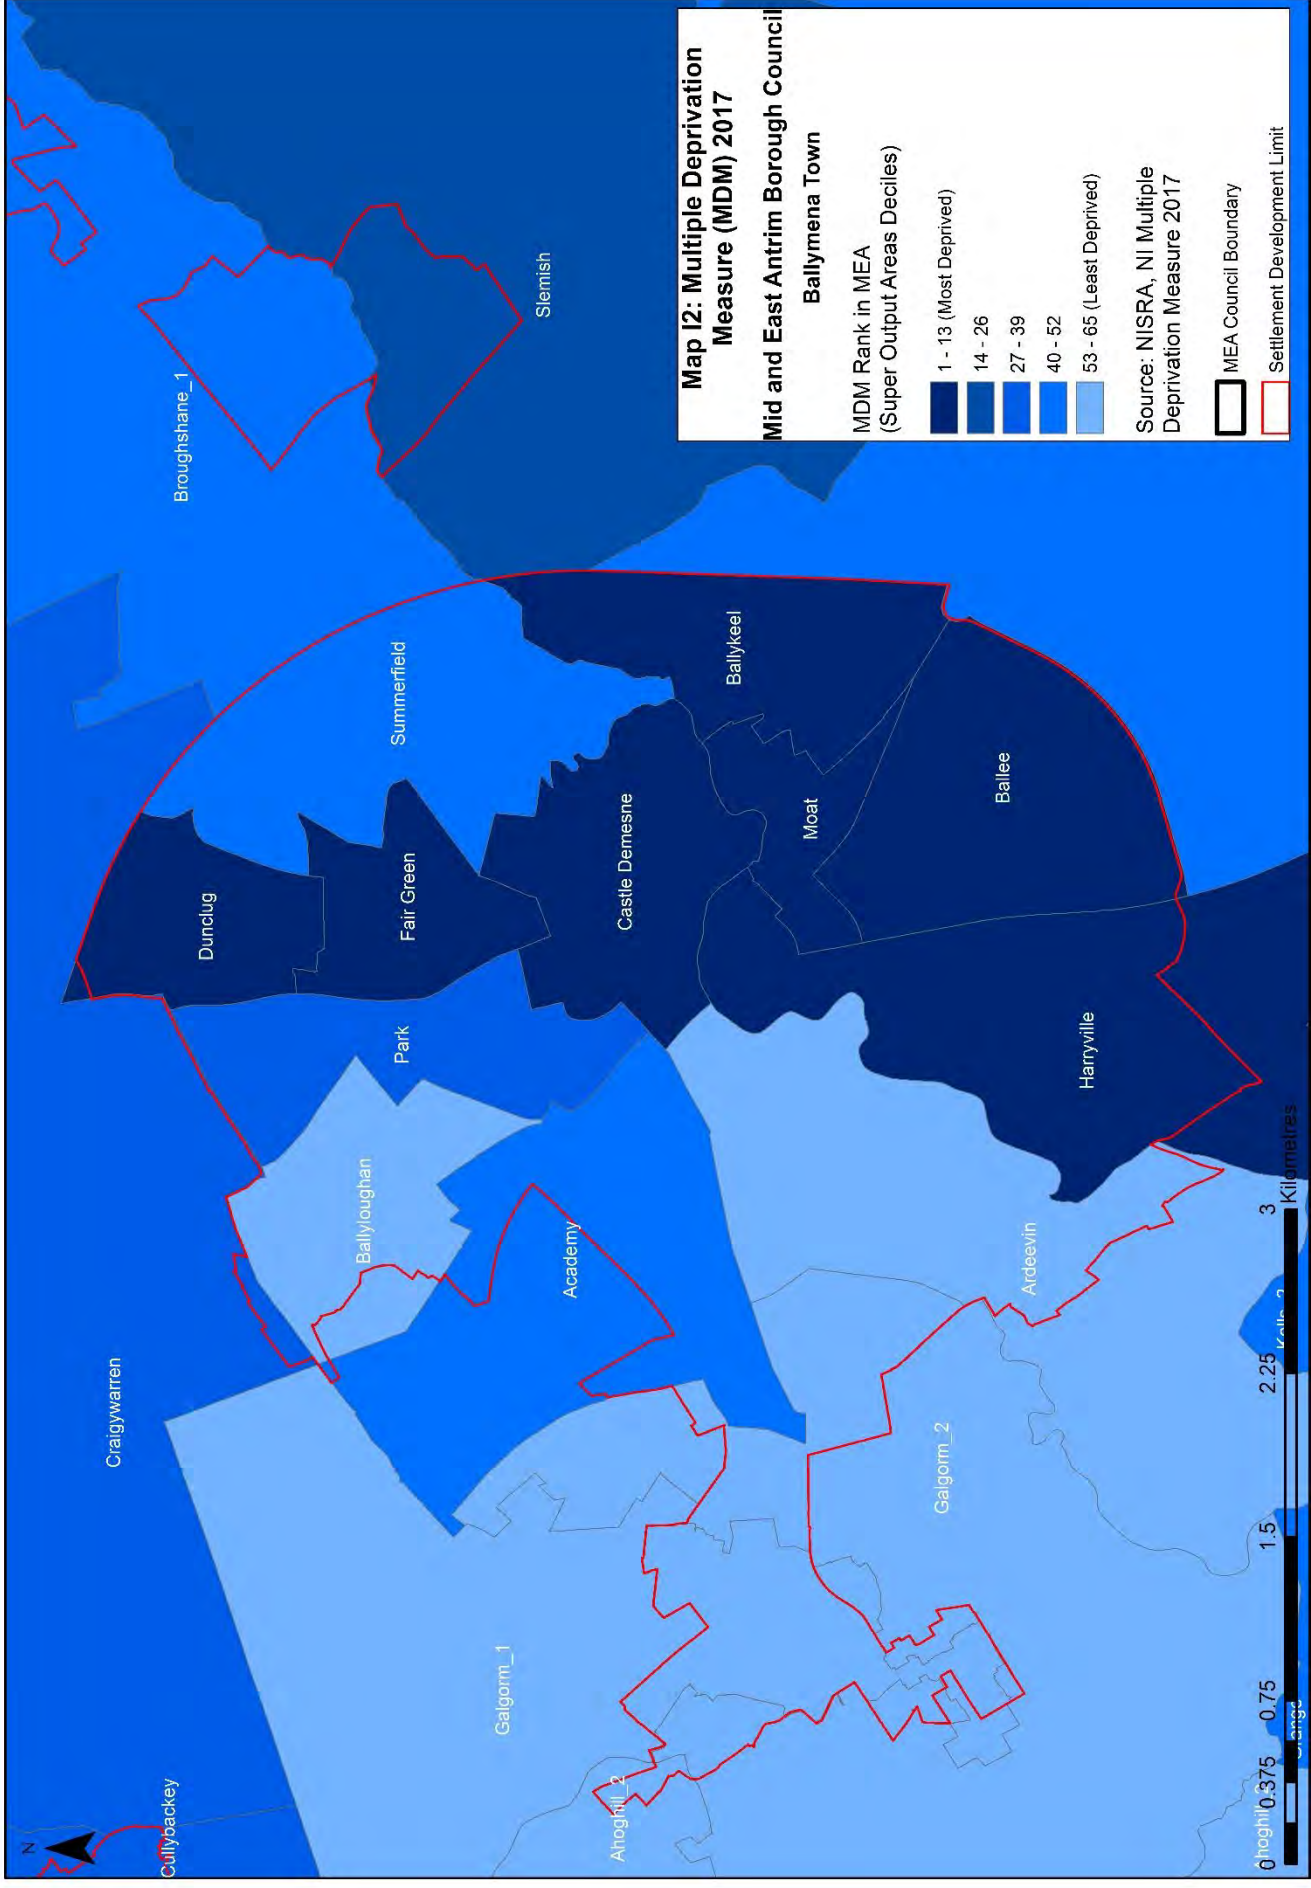 Map I2: Multiple Deprivation
Measure (MDM) 2017
Mid and East Antrim Borough Council
Ballymena Town
MDM Rank in MEA
(Super Output Areas Deciles)
1 - 13 (Most Deprived)
14 - 26
27 - 39
40 - 52
53 - 65 (Least Deprived)
Source: NISRA, NI Multiple
Deprivation Measure 2017
MEA Council Boundary
Settlement Development Limit
N
Cullybackey
Craigywarren
Broughshane_1
Slemish
Dunclug
Summerfield
Fair Green
Park
Ballyloughan
Academy
Galgorm_1
Ahoghill_2
Castle Demesne
Ballykeel
Moat
Ballee
Harryville
Ardeevin
Galgorm_2
0 0.375 0.75 1.5 2.25 3
Kilometres